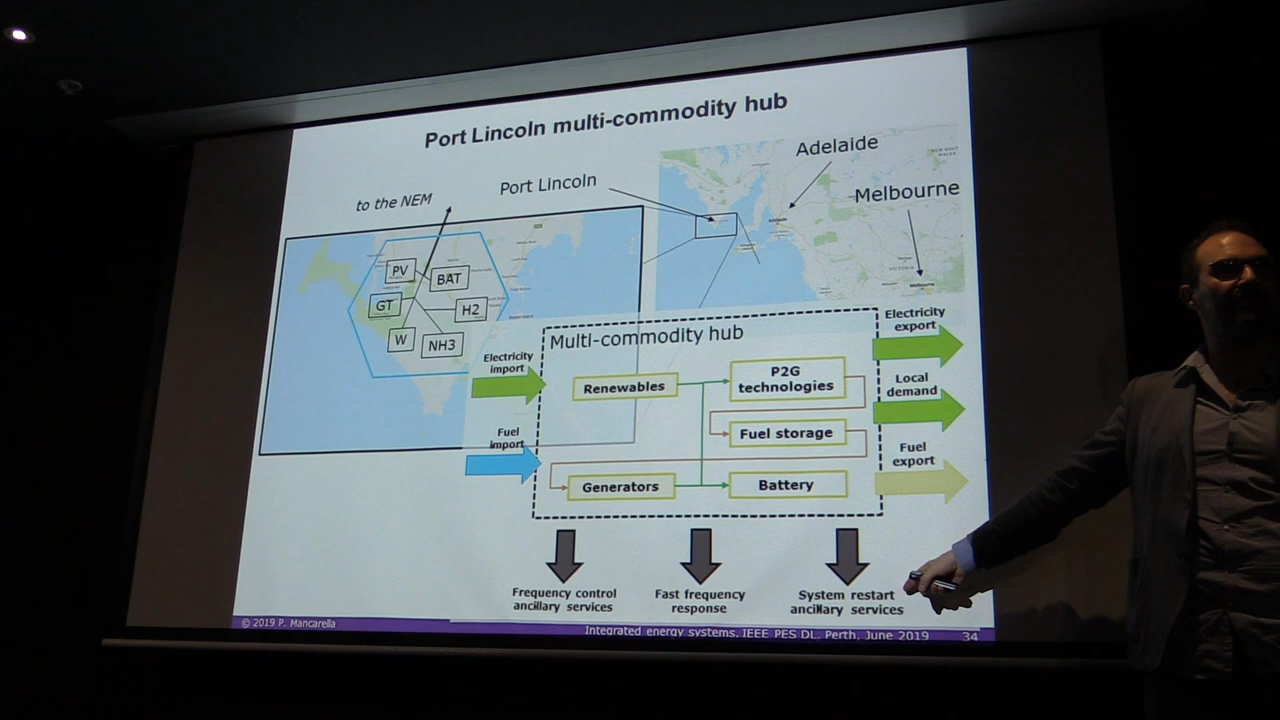 Port Lincoln multi-commodity hub
Adelaide
Port Lincoln
Melbourne
to the NEM
PV
BAT
GT
H2
W
NH3
VICTORIA
Multi-commodity hub
Electricity
import
Fuel
import
Renewables
P2G
technologies
Fuel storage
Generators
Battery
Electricity
export
Local
demand
Fuel
export
Frequency control
ancillary services
Fast frequency
response
System restart
ancillary services
© 2019 P. Mancarella
Integrated energy systems, IEEE PES DL, Perth, June 2019
34